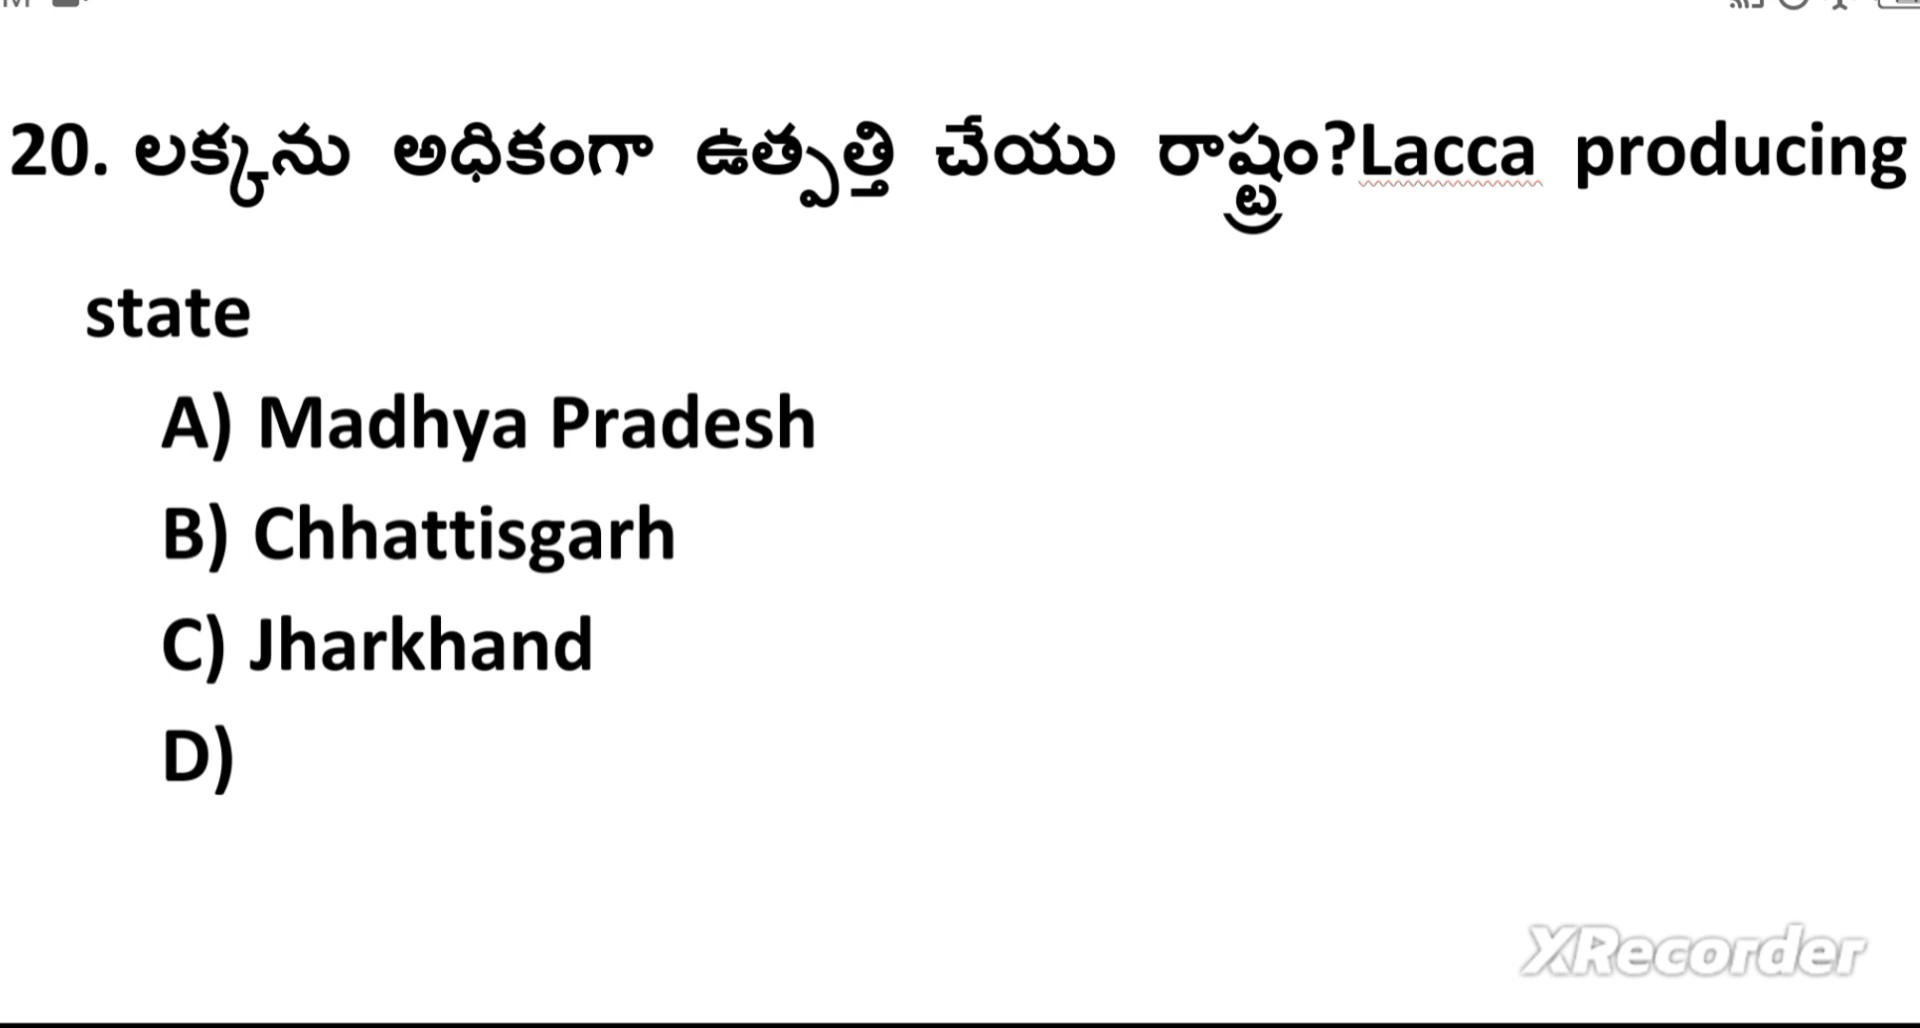 20. లక్కను అధికంగా ఉత్పత్తి చేయు రాష్ట్రం?Lacca producing
state
A) Madhya Pradesh
B) Chhattisgarh
C) Jharkhand
D)
XRecorder